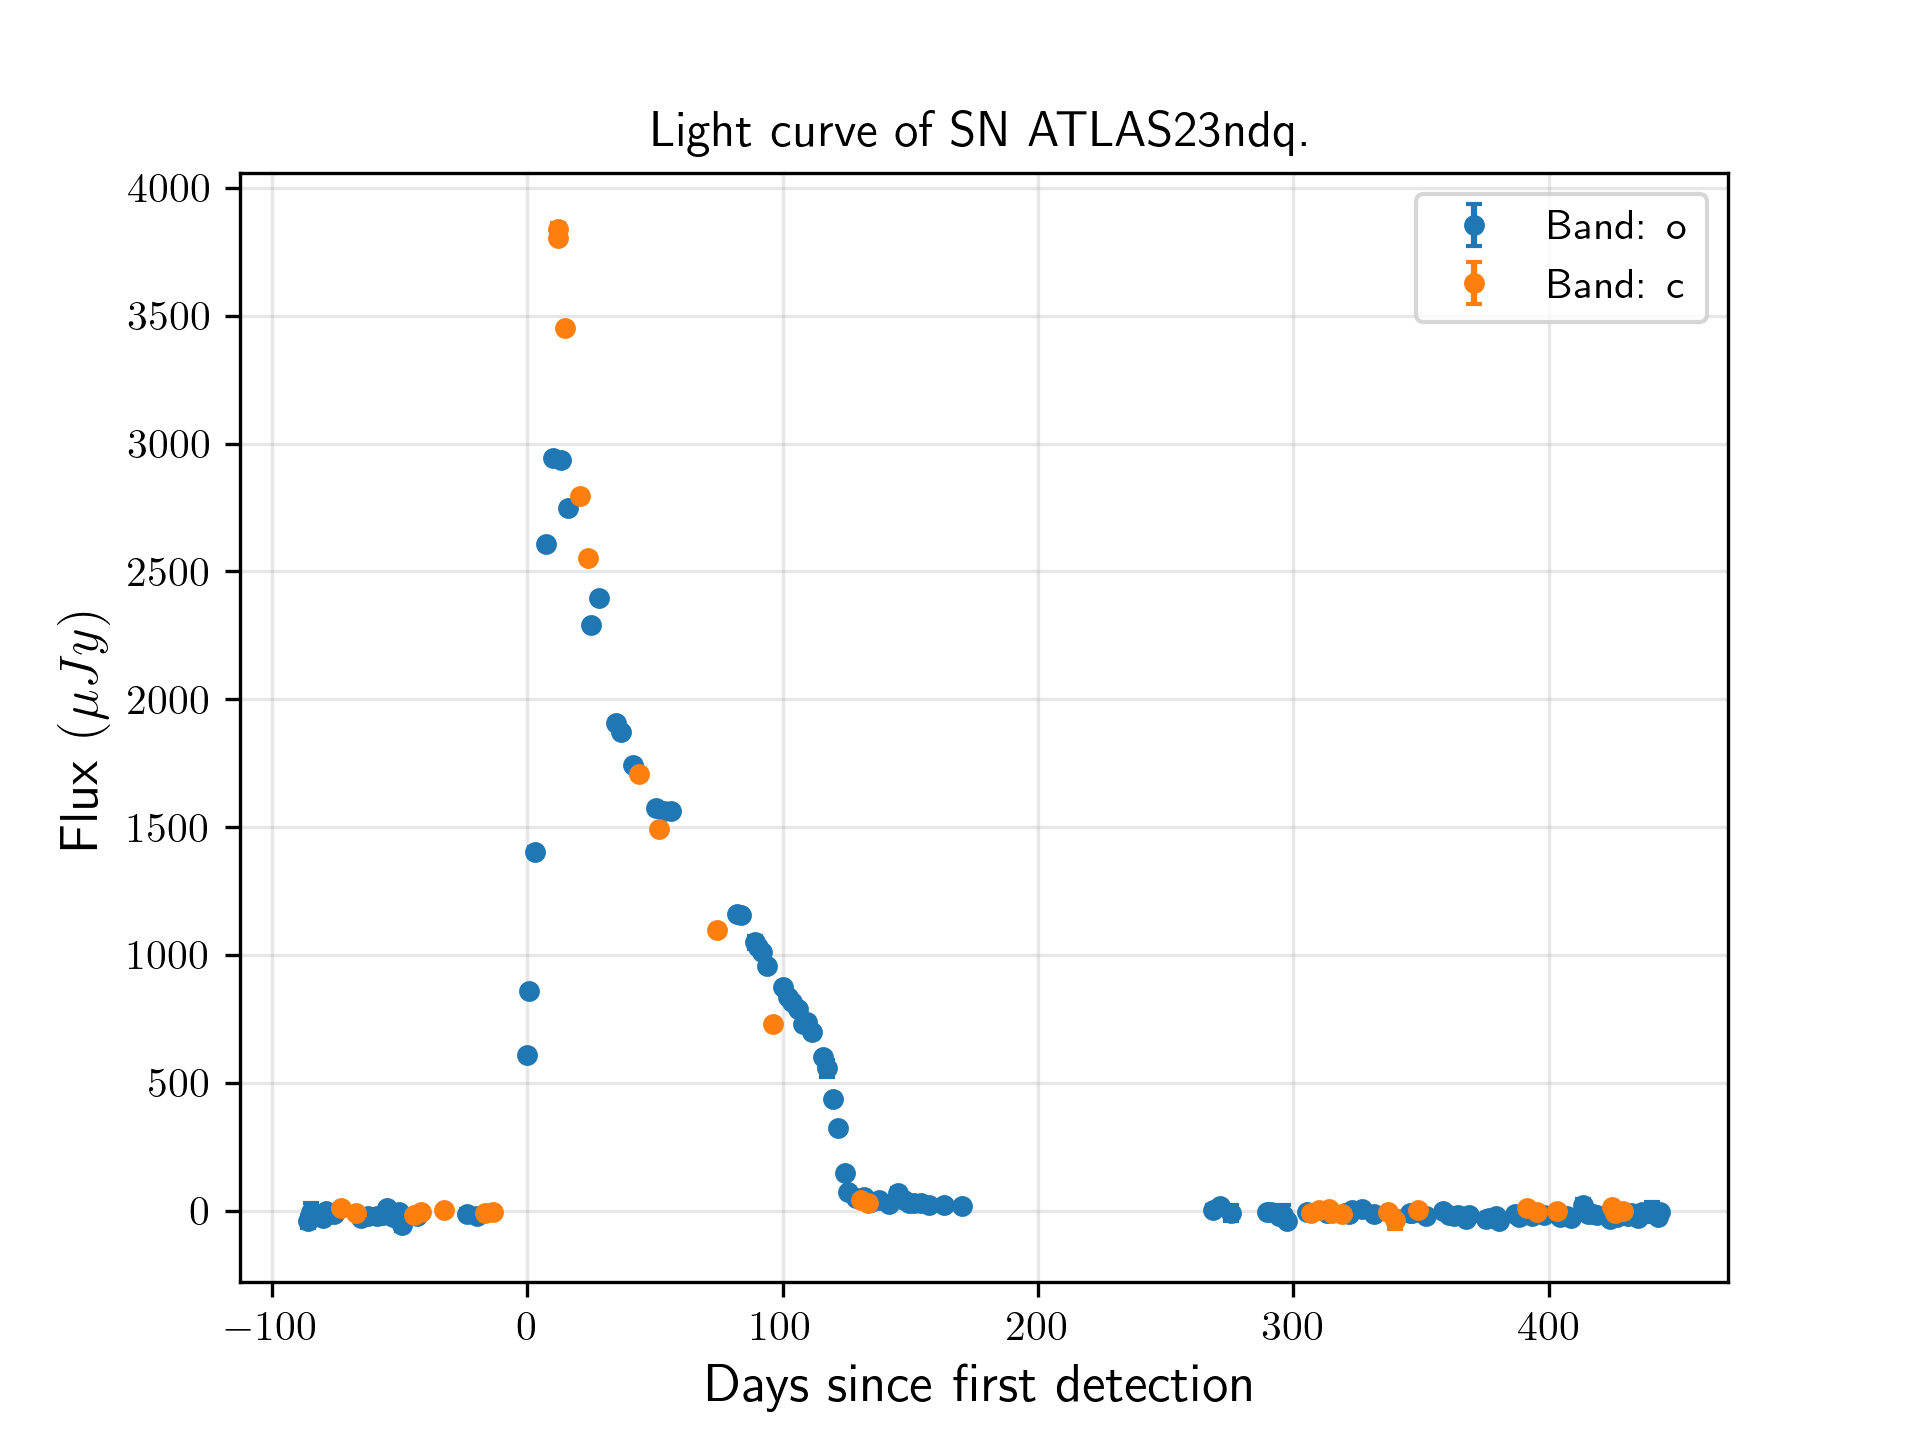 Light curve of SN ATLAS23ndq.
4000
3500
3000
2500
2000
1500
1000
500
0
Flux (μJy)
Band: o
Band: c
−100 0 100 200 300 400
Days since first detection